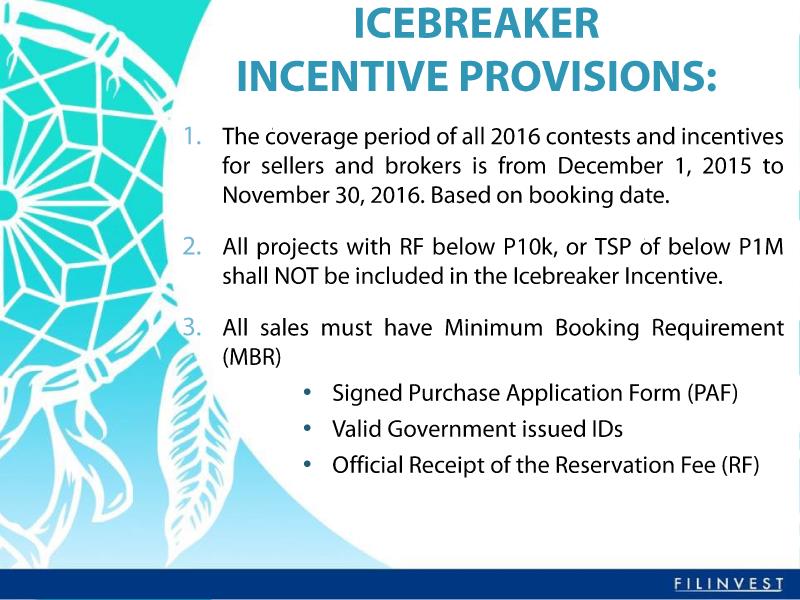 ICEBREAKER
INCENTIVE PROVISIONS:
1. The coverage period of all 2016 contests and incentives
for sellers and brokers is from December 1, 2015 to
November 30, 2016. Based on booking date.
2. All projects with RF below P10k, or TSP of below P1M
shall NOT be included in the Icebreaker Incentive.
3. All sales must have Minimum Booking Requirement
(MBR)
• Signed Purchase Application Form (PAF)
• Valid Government issued IDs
• Official Receipt of the Reservation Fee (RF)
FILINVEST